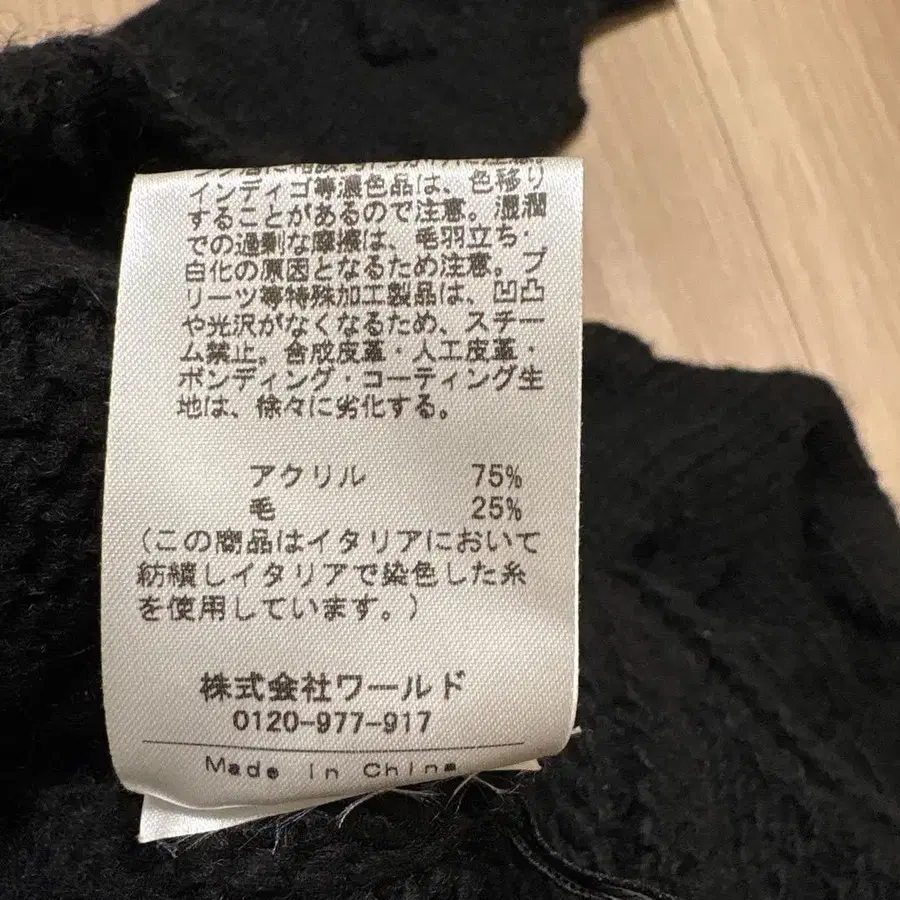 インディゴ等濃色品は、色移り
することがあるので注意。湿潤
での過剰な摩擦は、毛羽立ち・
白化の原因となるため注意。プ
リーツ等特殊加工製品は、凹凸
や光沢がなくなるため、スチー
ム禁止。合成皮革・人工皮革・
ボンディング・コーティング生
地は、徐々に劣化する。
アクリル 75%
毛 25%
(この商品はイタリアにおいて
紡績しイタリアで染色した糸
を使用しています。)
株式会社ワールド
0120-977-917
Made in China